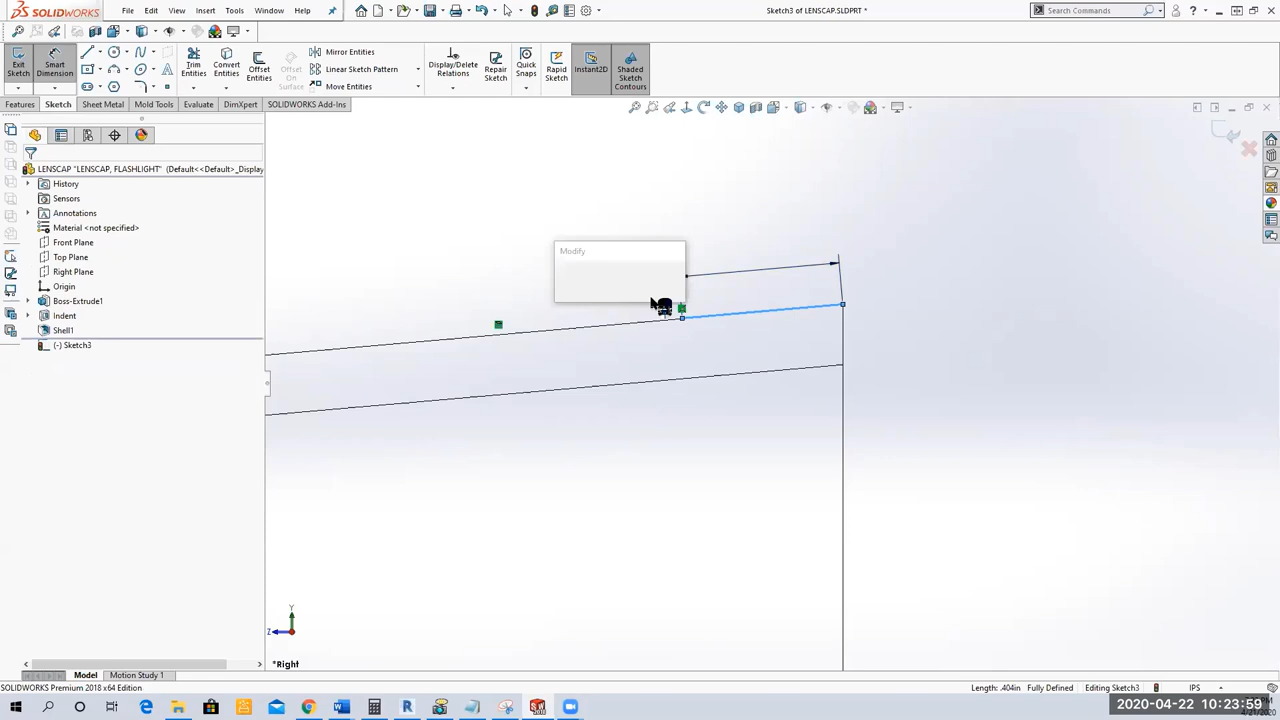 SOLIDWORKS File Edit View Insert Tools Window Help Sketch3 of LENSCAP.SLDPRT * Search Commands
Exit Sketch
Smart Dimension
Trim Entities
Convert Entities
Offset Entities
Offset On Surface
Mirror Entities
Linear Sketch Pattern
Move Entities
Display/Delete Relations
Repair Sketch
Quick Snaps
Rapid Sketch
Instant2D
Shaded Sketch Contours
Features Sketch Sheet Metal Mold Tools Evaluate DimXpert SOLIDWORKS Add-Ins
LENSCAP "LENSCAP, FLASHLIGHT" (Default<<Default>_Display
History
Sensors
Annotations
Material <not specified>
Front Plane
Top Plane
Right Plane
Origin
Boss-Extrude1
Indent
Shell1
(-) Sketch3
Modify
Y
Z
*Right
Model Motion Study 1
SOLIDWORKS Premium 2018 x64 Edition Length: .404in Fully Defined Editing Sketch3 IPS
2020-04-22 10:23:59